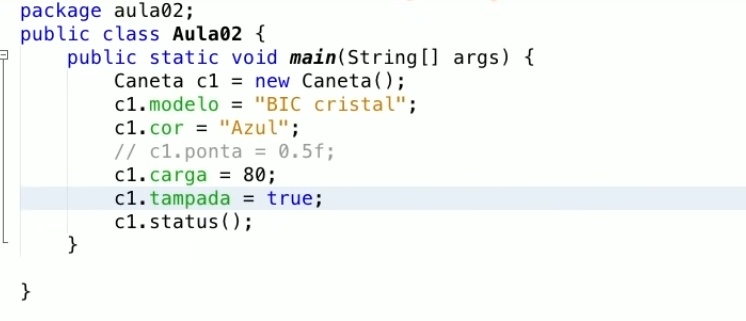 package aula02;
public class Aula02 {
    public static void main(String[] args) {
        Caneta c1 = new Caneta();
        c1.modelo = "BIC cristal";
        c1.cor = "Azul";
        // c1.ponta = 0.5f;
        c1.carga = 80;
        c1.tampada = true;
        c1.status();
    }
}